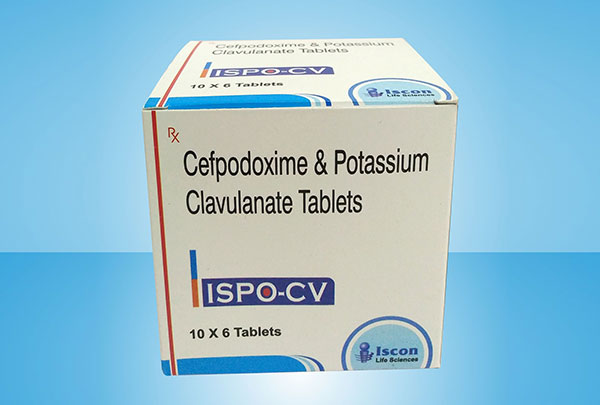 Cefpodoxime & Potassium
Clavulanate Tablets
ISPO-CV
10 X 6 Tablets
Iscon
Life Sciences
Rx
Cefpodoxime & Potassium
Clavulanate Tablets
ISPO-CV
10 X 6 Tablets
Iscon
Life Sciences